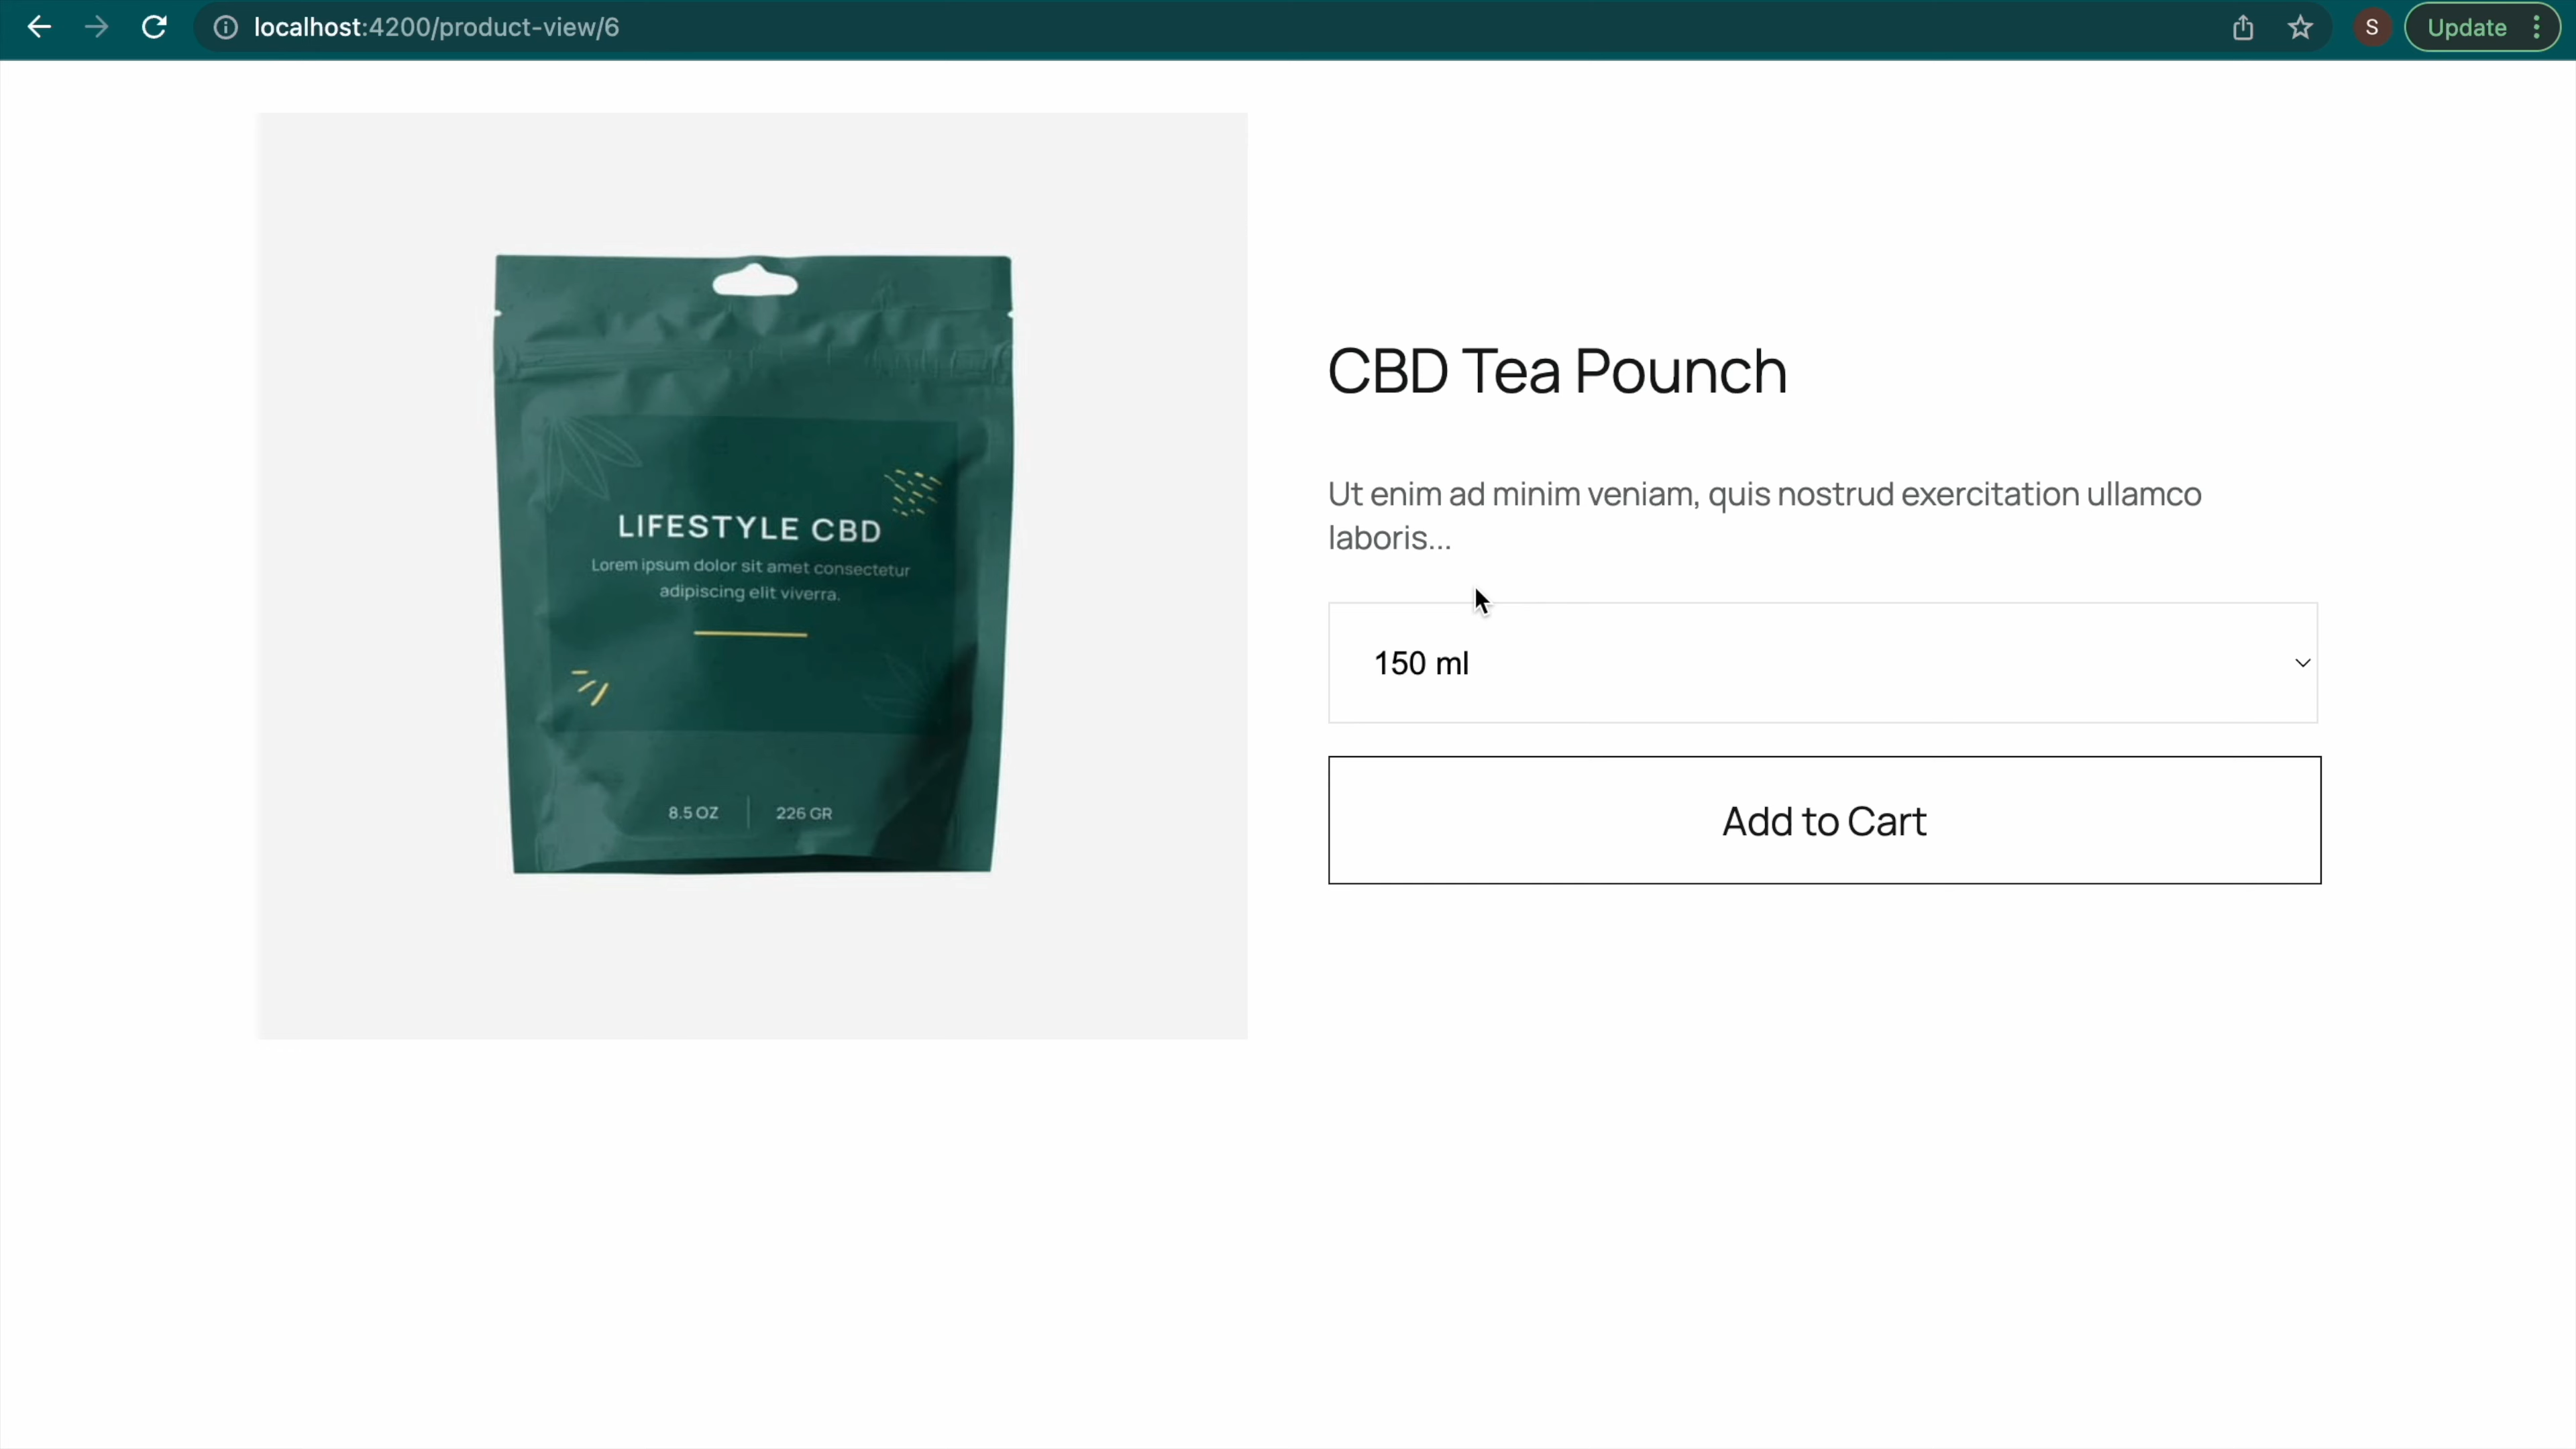 localhost:4200/product-view/6
S
Update
LIFESTYLE CBD
Lorem ipsum dolor sit amet consectetur
adipiscing elit viverra.
8.5 OZ
226 GR
CBD Tea Pounch
Ut enim ad minim veniam, quis nostrud exercitation ullamco
laboris...
150 ml
Add to Cart